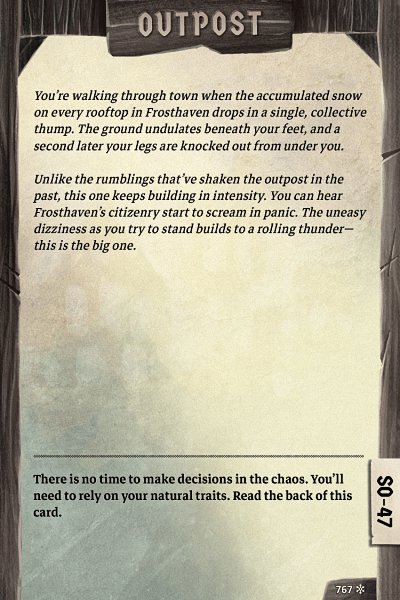 OUTPOST
You're walking through town when the accumulated snow
on every rooftop in Frosthaven drops in a single, collective
thump. The ground undulates beneath your feet, and a
second later your legs are knocked out from under you.
Unlike the rumblings that've shaken the outpost in the
past, this one keeps building in intensity. You can hear
Frosthaven's citizenry start to scream in panic. The uneasy
dizziness as you try to stand builds to a rolling thunder—
this is the big one.
There is no time to make decisions in the chaos. You'll
need to rely on your natural traits. Read the back of this
card.
SO-47
767